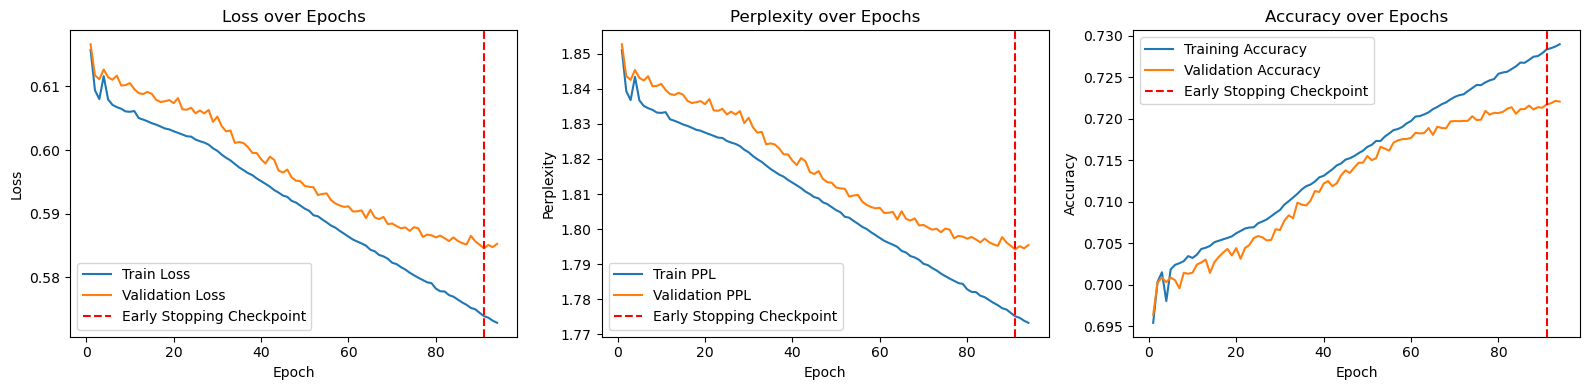 Loss over Epochs
Loss
0.61
0.60
0.59
0.58
Train Loss
Validation Loss
Early Stopping Checkpoint
0 20 40 60 80
Epoch
Perplexity over Epochs
Perplexity
1.85
1.84
1.83
1.82
1.81
1.80
1.79
1.78
1.77
Train PPL
Validation PPL
Early Stopping Checkpoint
0 20 40 60 80
Epoch
Accuracy over Epochs
Accuracy
0.730
0.725
0.720
0.715
0.710
0.705
0.700
0.695
Training Accuracy
Validation Accuracy
Early Stopping Checkpoint
0 20 40 60 80
Epoch